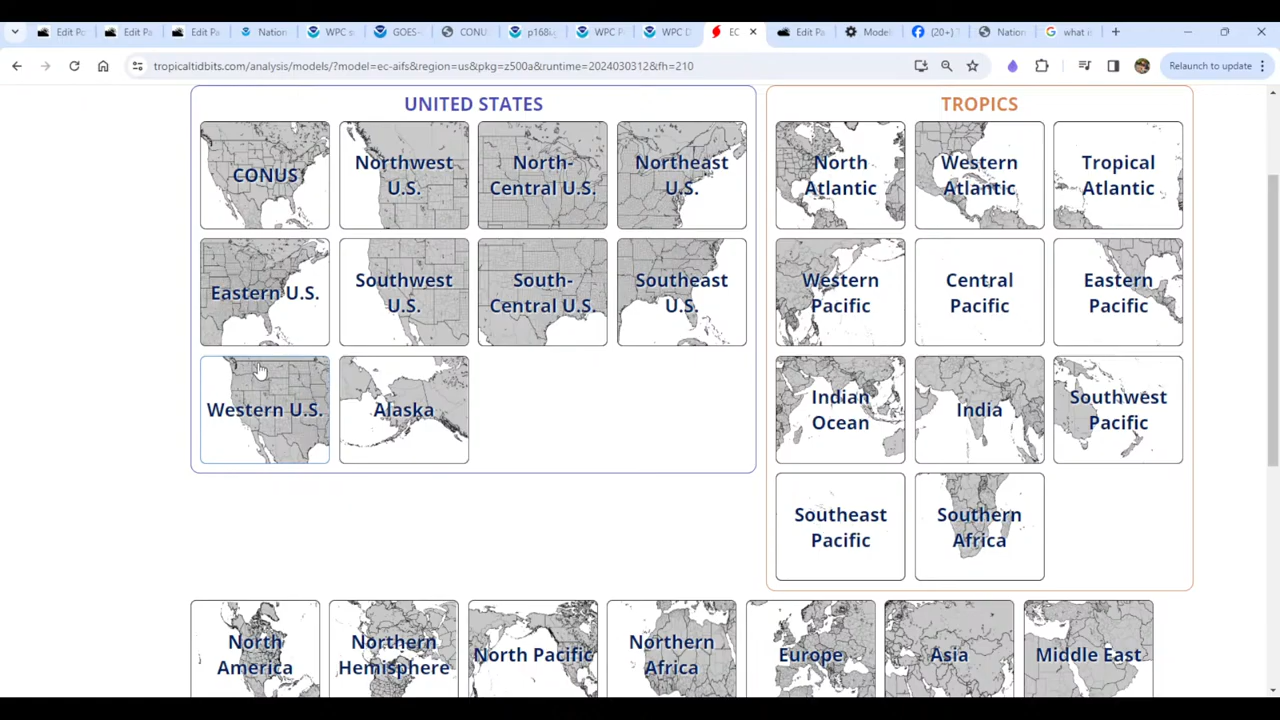 Edit Po
Edit Pa
Edit Pa
Nation
WPC s
GOES-
CONU
p168i.g
WPC P
WPC D
EC
Edit Pa
Model
(20+)
Nation
what i
tropicaltidbits.com/analysis/models/?model=ec-aifs&region=us&pkg=z500a&runtime=2024030312&fh=210
Relaunch to update
UNITED STATES
TROPICS
CONUS
Northwest
U.S.
North-
Central U.S.
Northeast
U.S.
North
Atlantic
Western
Atlantic
Tropical
Atlantic
Eastern U.S.
Southwest
U.S.
South-
Central U.S.
Southeast
U.S.
Western
Pacific
Central
Pacific
Eastern
Pacific
Western U.S.
Alaska
Indian
Ocean
India
Southwest
Pacific
Southeast
Pacific
Southern
Africa
North
America
Northern
Hemisphere
North Pacific
Northern
Africa
Europe
Asia
Middle East